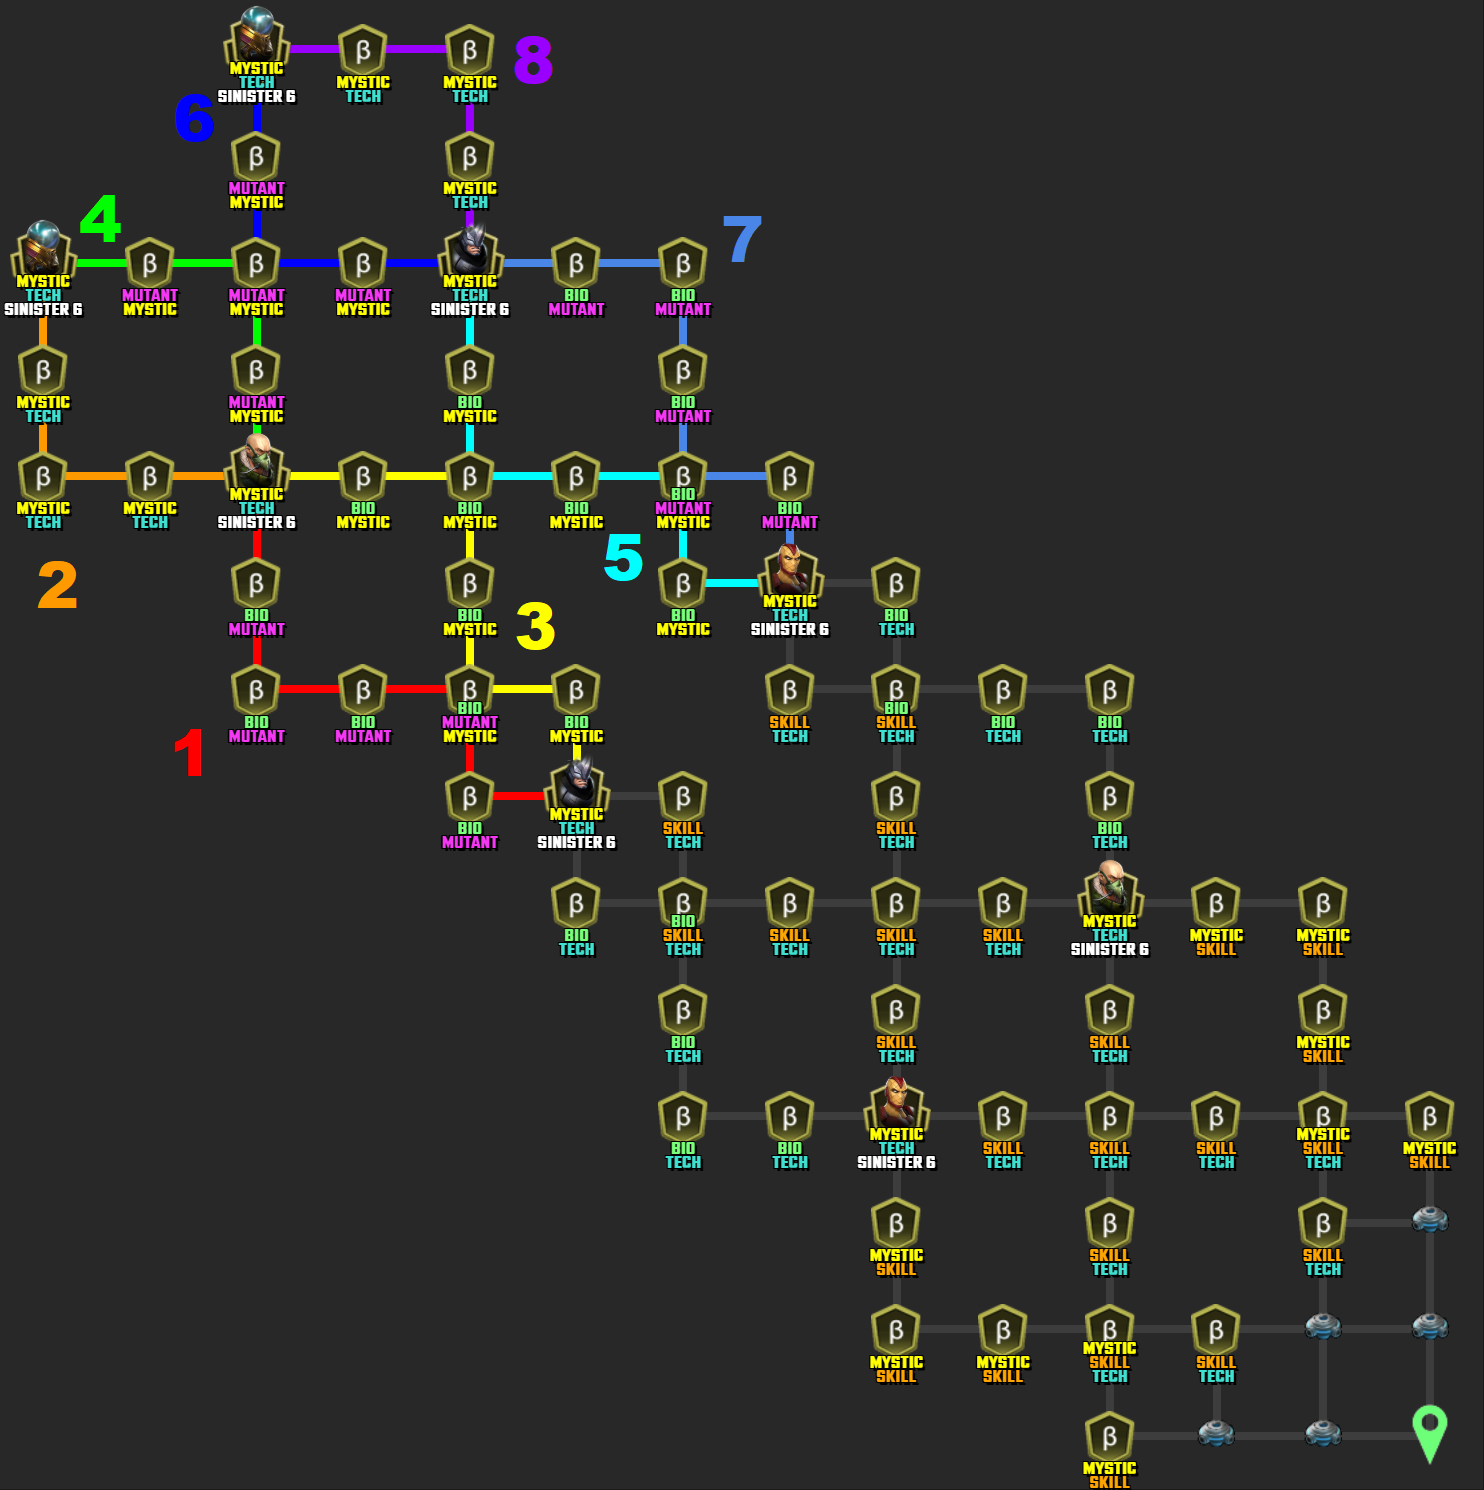 β
β
8
MYSTIC
TECH
SINISTER 6
MYSTIC
TECH
MYSTIC
TECH
6
β
β
MUTANT
MYSTIC
MYSTIC
TECH
4
7
β
β
β
β
β
MYSTIC
TECH
SINISTER 6
MUTANT
MYSTIC
MUTANT
MYSTIC
MUTANT
MYSTIC
MYSTIC
TECH
SINISTER 6
BIO
MUTANT
BIO
MUTANT
β
β
β
β
MYSTIC
TECH
MUTANT
MYSTIC
BIO
MYSTIC
BIO
MUTANT
β
β
β
β
β
β
β
MYSTIC
TECH
MYSTIC
TECH
MYSTIC
TECH
SINISTER 6
BIO
MYSTIC
BIO
MYSTIC
BIO
MYSTIC
BIO
MUTANT
MYSTIC
BIO
MUTANT
2
5
β
β
β
β
BIO
MUTANT
BIO
MYSTIC
BIO
MYSTIC
MYSTIC
TECH
SINISTER 6
BIO
TECH
3
β
β
β
β
β
β
β
β
BIO
MUTANT
BIO
MUTANT
BIO
MUTANT
MYSTIC
BIO
MYSTIC
SKILL
TECH
BIO
SKILL
TECH
BIO
TECH
BIO
TECH
1
β
β
β
β
BIO
MUTANT
MYSTIC
TECH
SINISTER 6
SKILL
TECH
SKILL
TECH
BIO
TECH
β
β
β
β
β
β
β
BIO
TECH
BIO
SKILL
TECH
SKILL
TECH
SKILL
TECH
SKILL
TECH
MYSTIC
TECH
SINISTER 6
MYSTIC
SKILL
MYSTIC
SKILL
β
β
β
β
BIO
TECH
SKILL
TECH
SKILL
TECH
MYSTIC
SKILL
β
β
β
β
β
β
β
BIO
TECH
BIO
TECH
MYSTIC
TECH
SINISTER 6
SKILL
TECH
SKILL
TECH
SKILL
TECH
MYSTIC
SKILL
TECH
MYSTIC
SKILL
β
β
β
MYSTIC
SKILL
SKILL
TECH
SKILL
TECH
β
β
β
β
MYSTIC
SKILL
MYSTIC
SKILL
MYSTIC
SKILL
TECH
SKILL
TECH
β
MYSTIC
SKILL